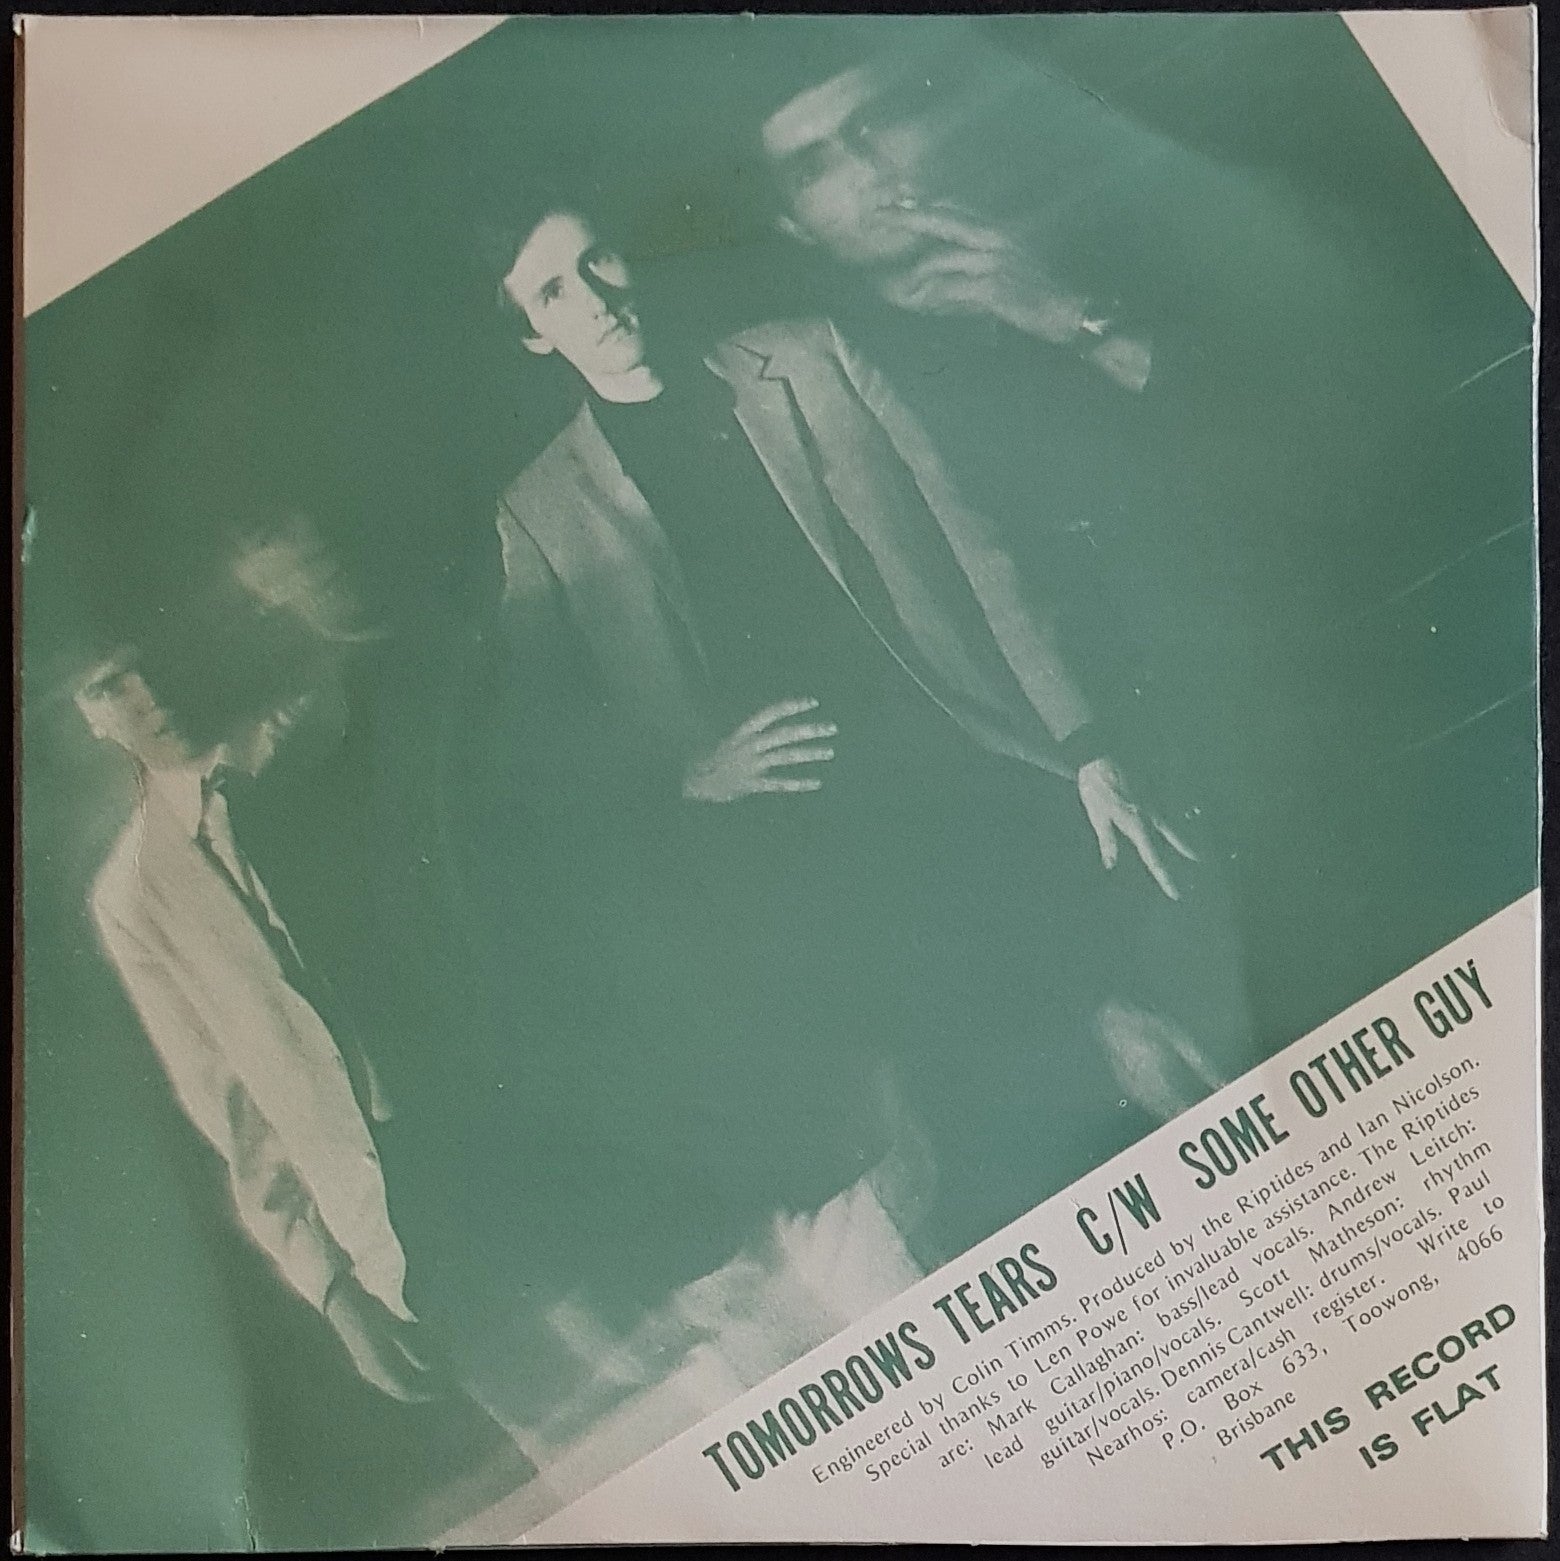 TOMORROWS TEARS C/W SOME OTHER GUY
Engineered by Colin Timms. Produced by the Riptides and Ian Nicolson.
Special thanks to Len Powe for invaluable assistance. The Riptides
are: Mark Callaghan: bass/lead vocals. Andrew Leitch:
lead guitar/piano/vocals. Scott Matheson: rhythm
guitar/vocals. Dennis Cantwell: drums/vocals. Paul
Nearhos: camera/cash register. Write to
P.O. Box 633, Toowong, 4066
Brisbane
THIS RECORD
IS FLAT